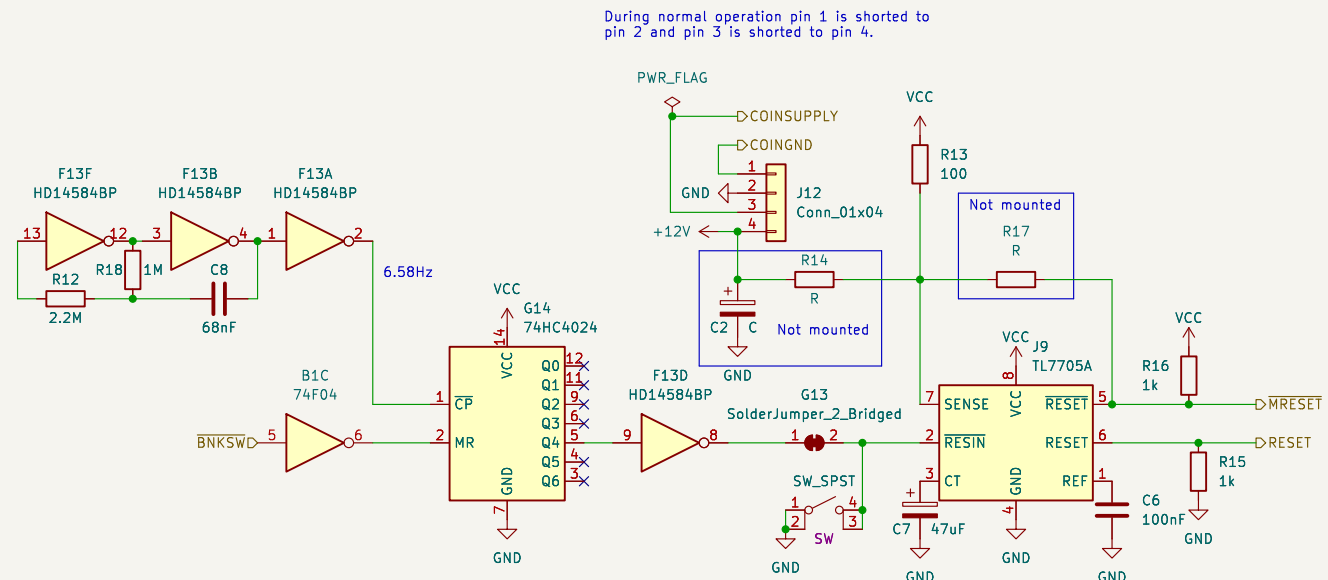 During normal operation pin 1 is shorted to
pin 2 and pin 3 is shorted to pin 4.
PWR_FLAG
COINSUPPLY
COINGND
1
2
3
4
GND
+12V
J12
Conn_01x04
VCC
R13
100
Not mounted
R17
R
R14
R
+
C2
C
Not mounted
GND
F13F
HD14584BP
13
12
F13B
HD14584BP
3
4
F13A
HD14584BP
1
2
R18
1M
R12
2.2M
C8
68nF
6.58Hz
VCC
G14
74HC4024
14
VCC
Q0
12
Q1
11
Q2
9
Q3
6
Q4
5
Q5
4
Q6
3
1
CP
2
MR
GND
7
GND
B1C
74F04
BNKSW
5
6
F13D
HD14584BP
9
8
G13
SolderJumper_2_Bridged
1
2
SW_SPST
1
2
4
3
SW
GND
VCC
J9
TL7705A
8
VCC
7
SENSE
2
RESIN
3
CT
RESET
5
RESET
6
REF
1
GND
4
GND
+
C7
47uF
GND
C6
100nF
GND
VCC
R16
1k
MRESET
RESET
R15
1k
GND